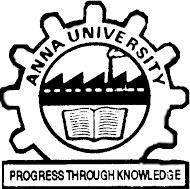 ANNA UNIVERSITY
PROGRESS THROUGH KNOWLEDGE